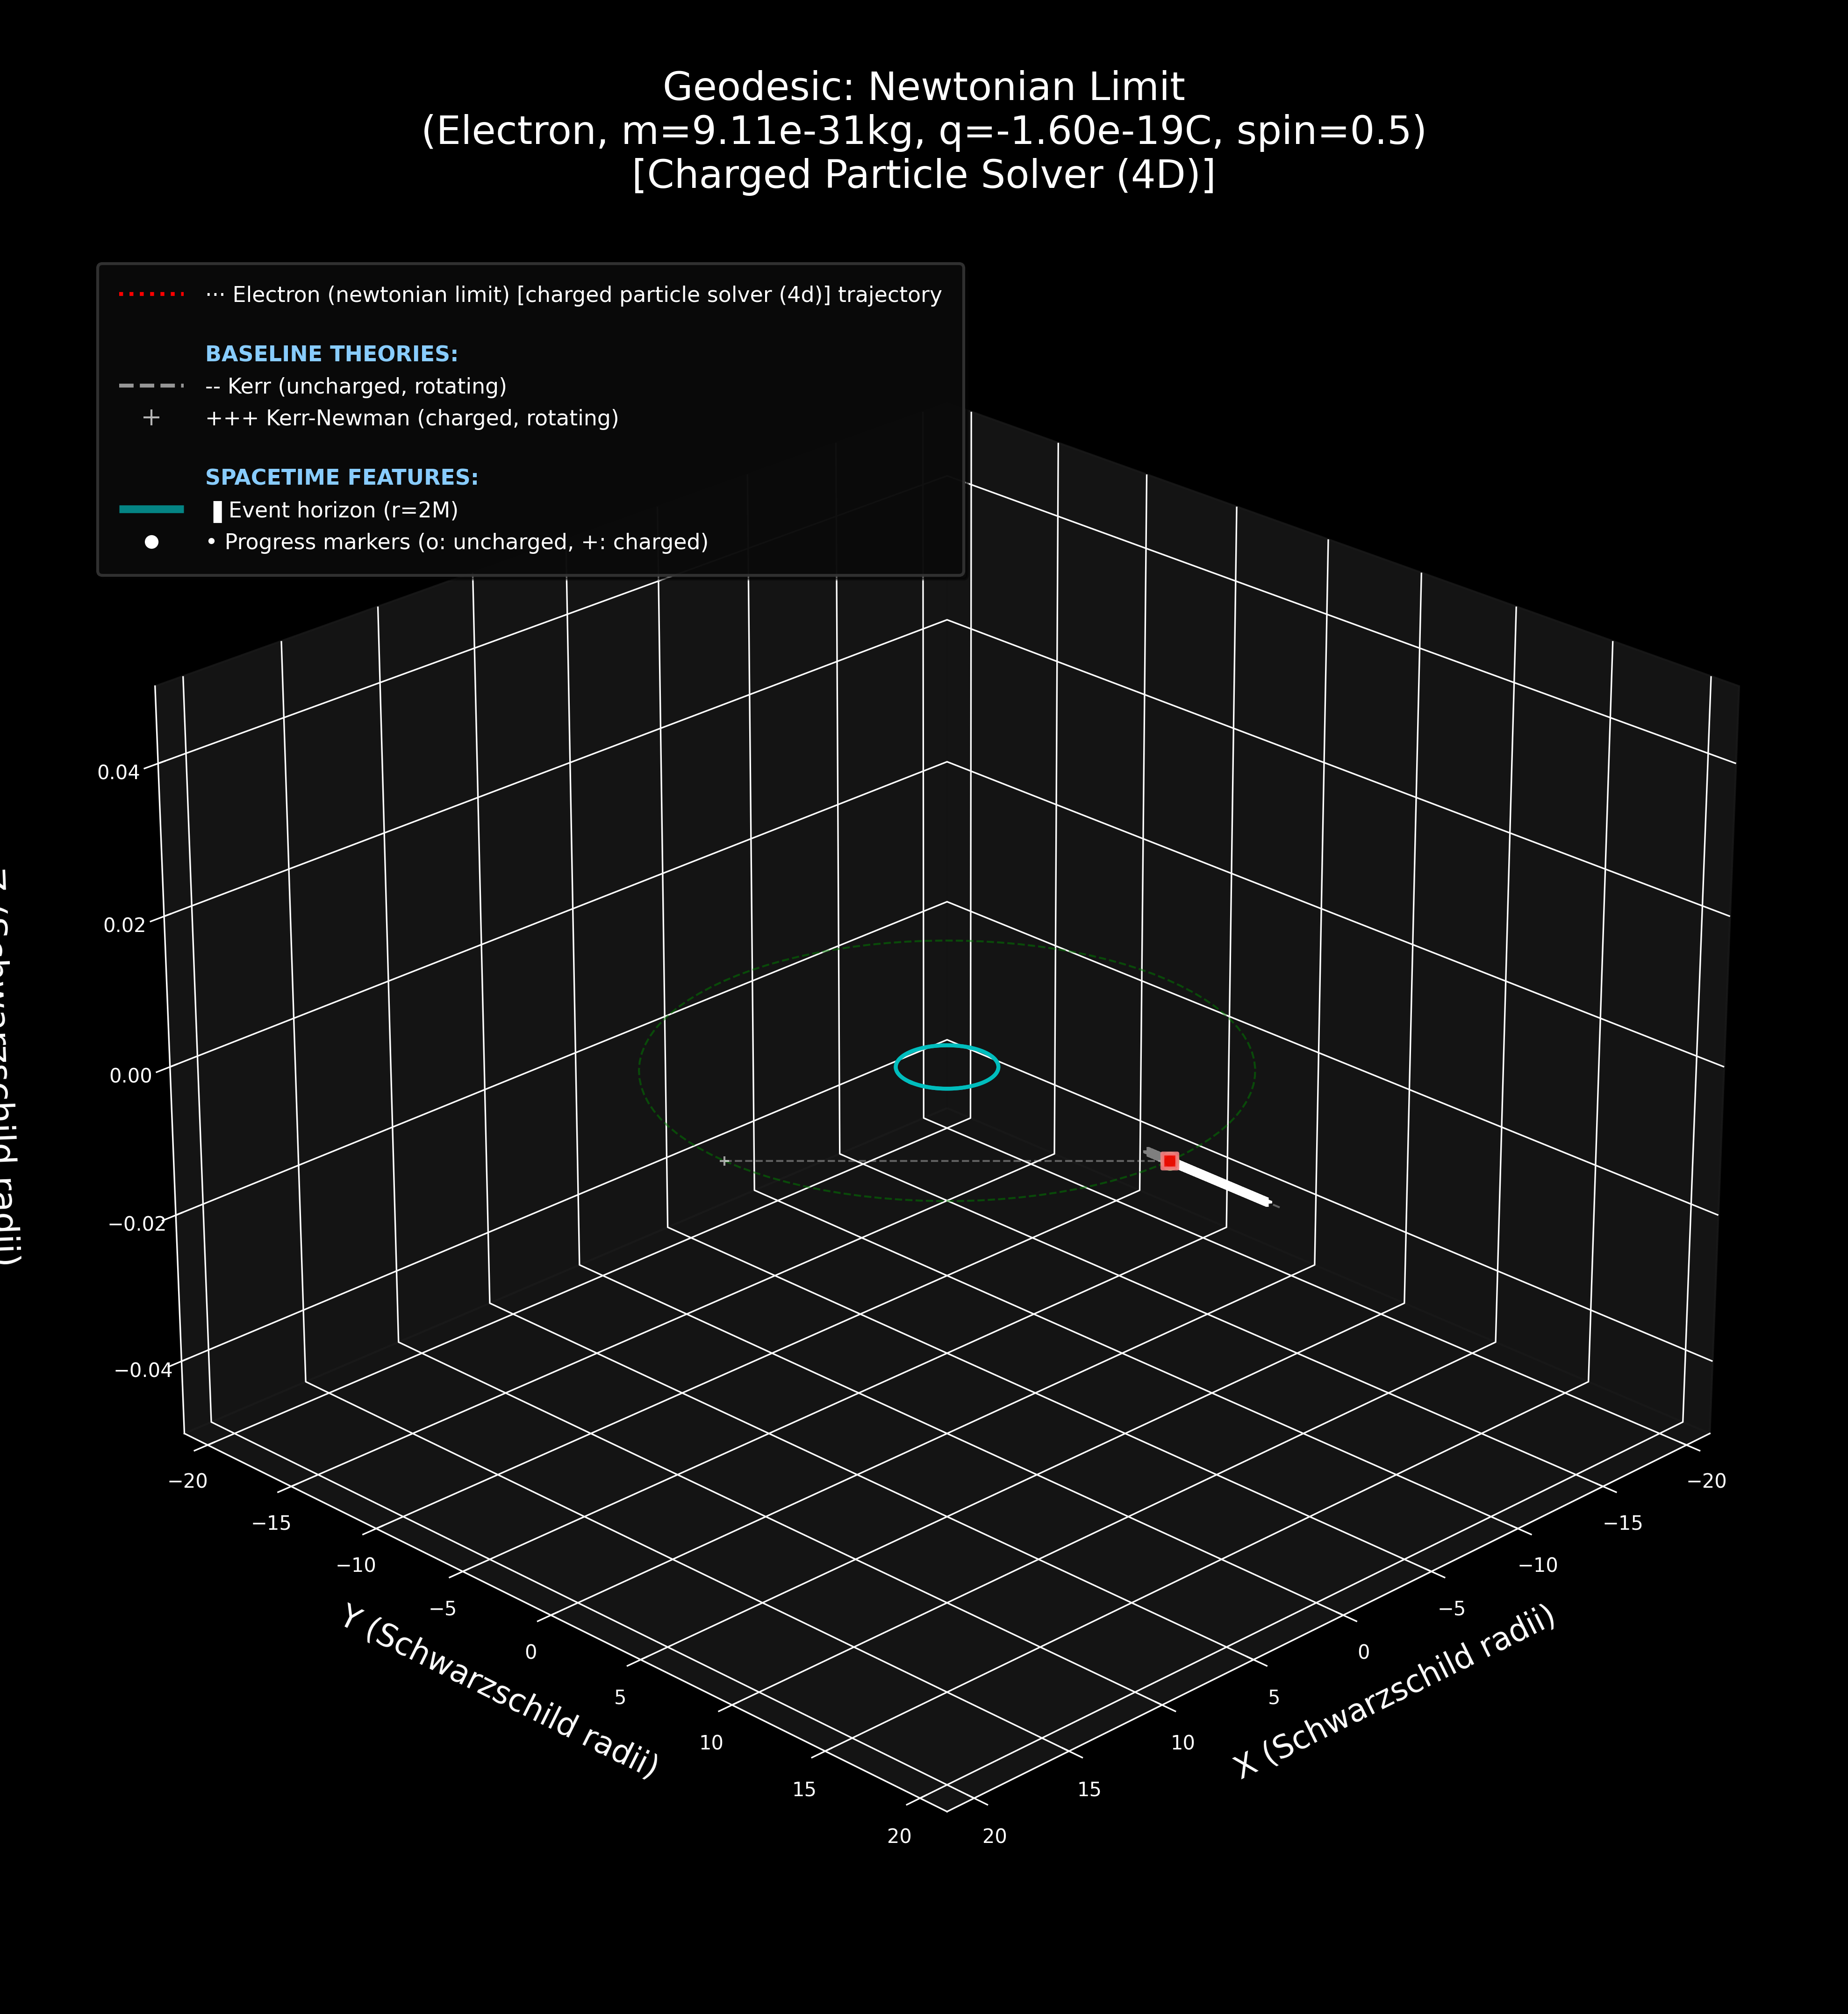 Geodesic: Newtonian Limit
(Electron, m=9.11e-31kg, q=-1.60e-19C, spin=0.5)
[Charged Particle Solver (4D)]
··· Electron (newtonian limit) [charged particle solver (4d)] trajectory
BASELINE THEORIES:
-- Kerr (uncharged, rotating)
+++ Kerr-Newman (charged, rotating)
SPACETIME FEATURES:
▐ Event horizon (r=2M)
• Progress markers (o: uncharged, +: charged)
0.04
0.02
0.00
−0.02
−0.04
Z (Schwarzschild radii)
−20
−15
−10
−5
0
5
10
15
20
Y (Schwarzschild radii)
20
15
10
5
0
−5
−10
−15
−20
X (Schwarzschild radii)